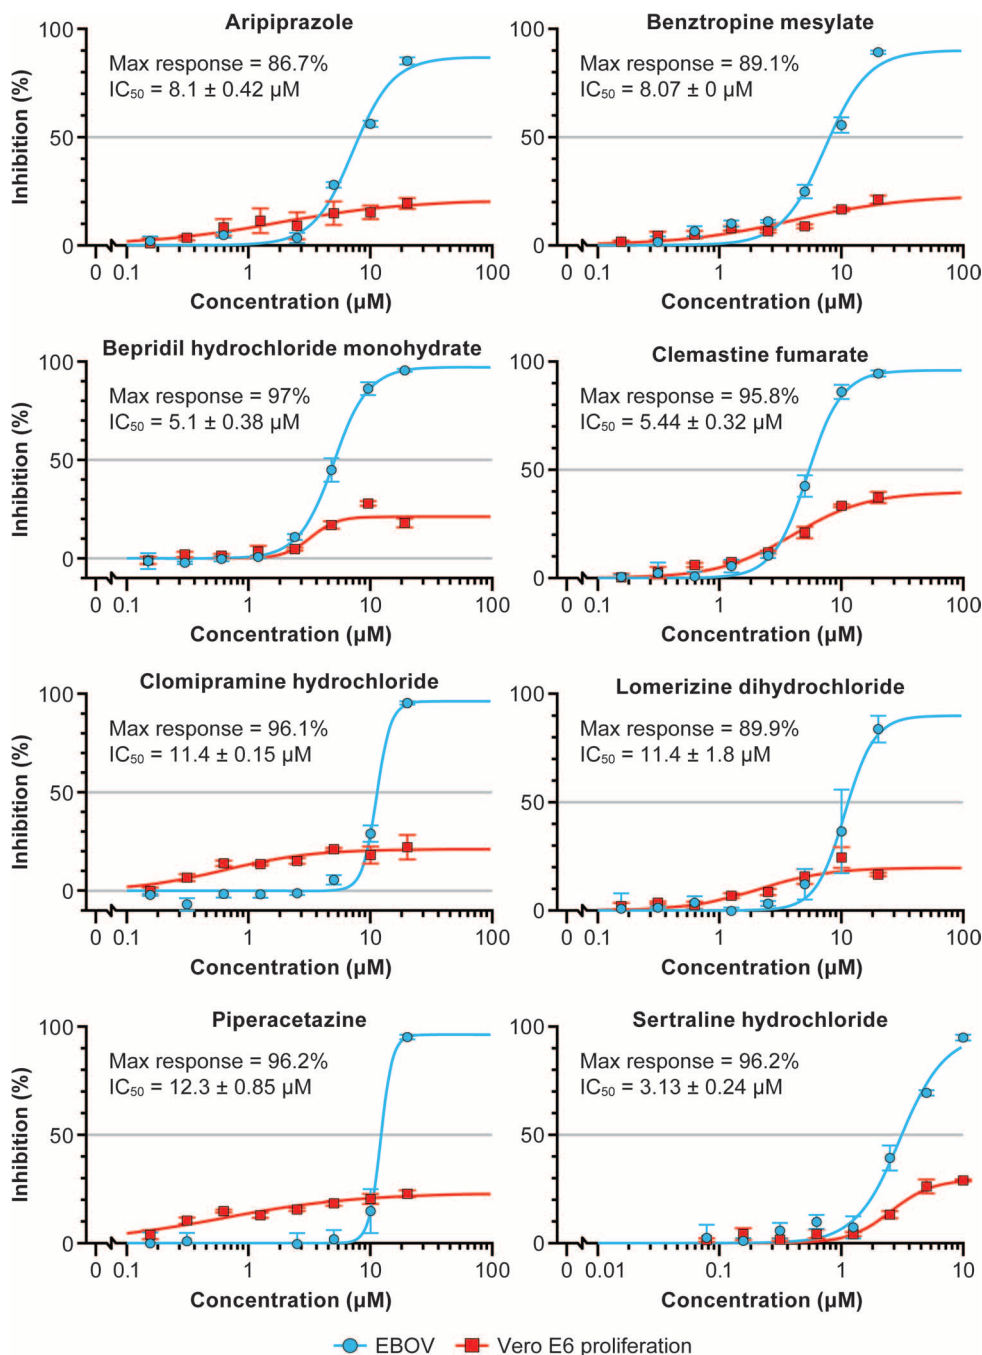 Aripiprazole
Max response = 86.7%
IC50 = 8.1 ± 0.42 µM
Inhibition (%)
100
50
0
0 0.1 1 10 100
Concentration (µM)
Benztropine mesylate
Max response = 89.1%
IC50 = 8.07 ± 0 µM
100
50
0
0 0.1 1 10 100
Concentration (µM)
Bepridil hydrochloride monohydrate
Max response = 97%
IC50 = 5.1 ± 0.38 µM
Inhibition (%)
100
50
0
0 0.1 1 10 100
Concentration (µM)
Clemastine fumarate
Max response = 95.8%
IC50 = 5.44 ± 0.32 µM
100
50
0
0 0.1 1 10 100
Concentration (µM)
Clomipramine hydrochloride
Max response = 96.1%
IC50 = 11.4 ± 0.15 µM
Inhibition (%)
100
50
0
0 0.1 1 10 100
Concentration (µM)
Lomerizine dihydrochloride
Max response = 89.9%
IC50 = 11.4 ± 1.8 µM
100
50
0
0 0.1 1 10 100
Concentration (µM)
Piperacetazine
Max response = 96.2%
IC50 = 12.3 ± 0.85 µM
Inhibition (%)
100
50
0
0 0.1 1 10 100
Concentration (µM)
Sertraline hydrochloride
Max response = 96.2%
IC50 = 3.13 ± 0.24 µM
100
50
0
0 0.01 0.1 1 10
Concentration (µM)
EBOV Vero E6 proliferation